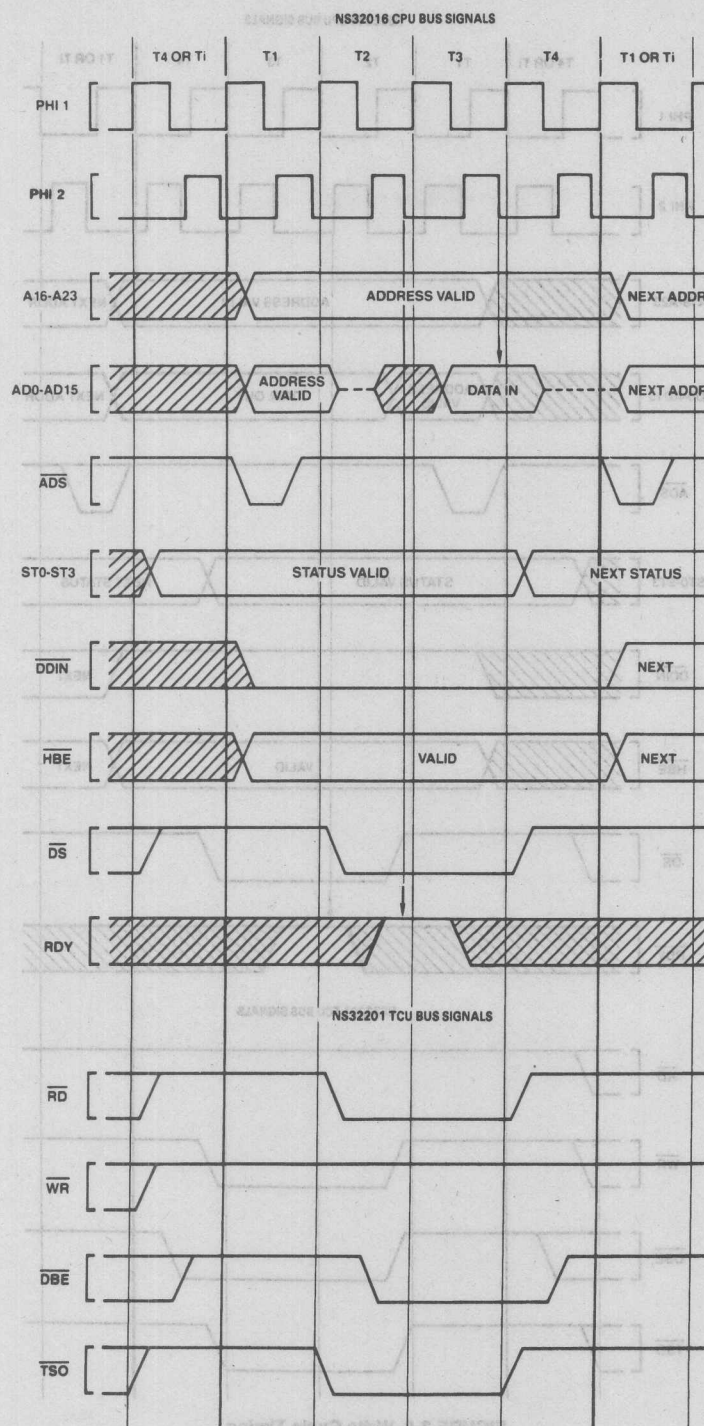 NS32016 CPU BUS SIGNALS
T4 OR Ti T1 T2 T3 T4 T1 OR Ti
PHI 1
PHI 2
A16-A23 ADDRESS VALID NEXT ADDR
AD0-AD15 ADDRESS VALID DATA IN NEXT ADDR
ADS
ST0-ST3 STATUS VALID NEXT STATUS
DDIN NEXT
HBE VALID NEXT
DS
RDY
NS32201 TCU BUS SIGNALS
RD
WR
DBE
TSO